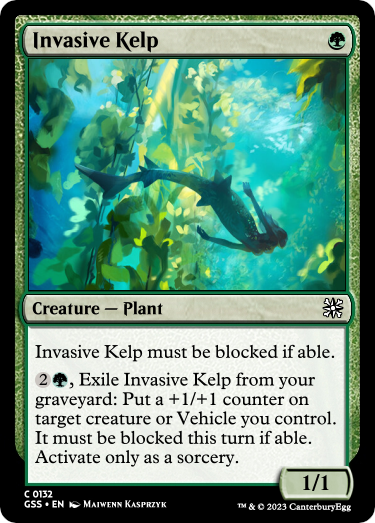 Invasive Kelp
Creature — Plant
Invasive Kelp must be blocked if able.
2, Exile Invasive Kelp from your
graveyard: Put a +1/+1 counter on
target creature or Vehicle you control.
It must be blocked this turn if able.
Activate only as a sorcery.
1/1
C 0132
GSS • EN Maiwenn Kasprzyk
™ & © 2023 CanterburyEgg